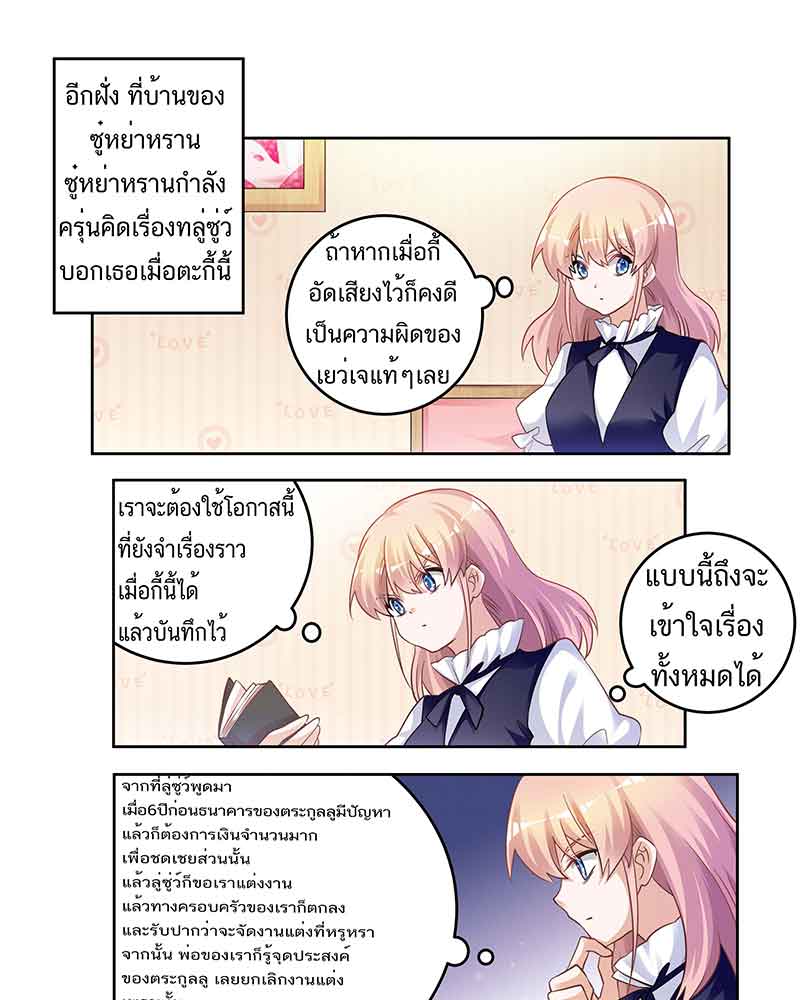 อีกฝั่ง ที่บ้านของ
ซู่หย่าหราน
ซู่หย่าหรานกำลัง
ครุ่นคิดเรื่องทลู่ซู่ว์
บอกเธอเมื่อตะกี้นี้
ถ้าหากเมื่อกี้
อัดเสียงไว้ก็คงดี
เป็นความผิดของ
เยว่เจแท้ๆเลย
LOVE
LOVE
LOVE
LOVE
เราจะต้องใช้โอกาสนี้
ที่ยังจำเรื่องราว
เมื่อกี้นี้ได้
แล้วบันทึกไว้
แบบนี้ถึงจะ
เข้าใจเรื่อง
ทั้งหมดได้
LOVE
LOVE
LOVE
จากที่ลู่ซู่ว์พูดมา
เมื่อ6ปีก่อนธนาคารของตระกูลลูมีปัญหา
แล้วก็ต้องการเงินจำนวนมาก
เพื่อชดเชยส่วนนั้น
แล้วลู่ซู่ว์ก็ขอเราแต่งงาน
แล้วทางครอบครัวของเราก็ตกลง
และรับปากว่าจะจัดงานแต่งที่หรูหรา
จากนั้น พ่อของเราก็รู้จุดประสงค์
ของตระกูลลู เลยยกเลิกงานแต่ง